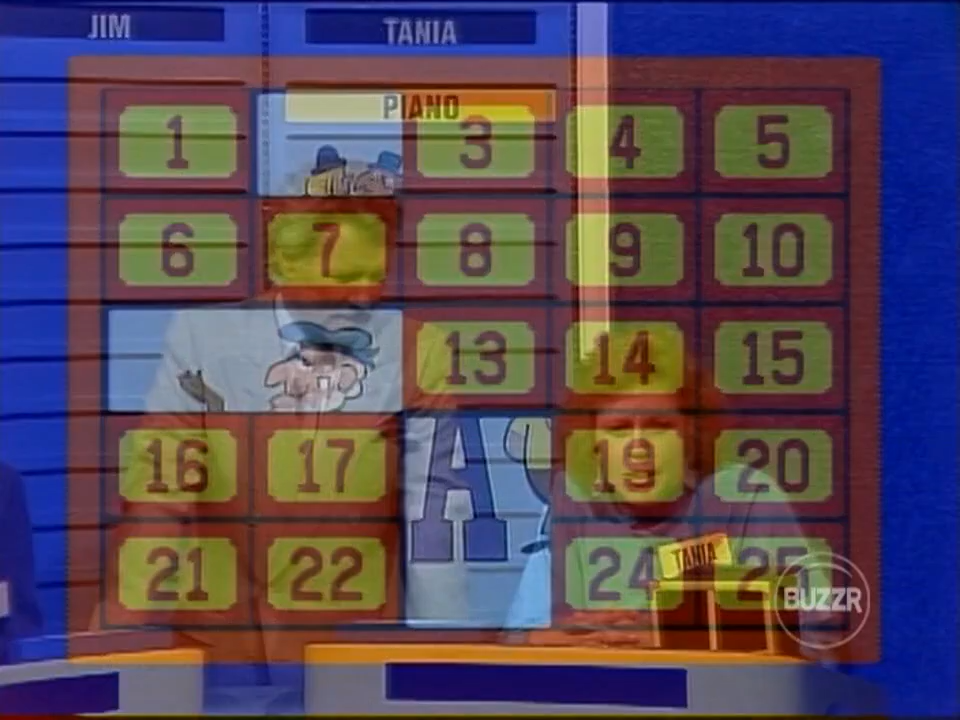 JIM TANIA
PIANO
1 3 4 5
6 7 8 9 10
13 14 15
A
16 17 19 20
21 22 24 25
TANIA
BUZZR